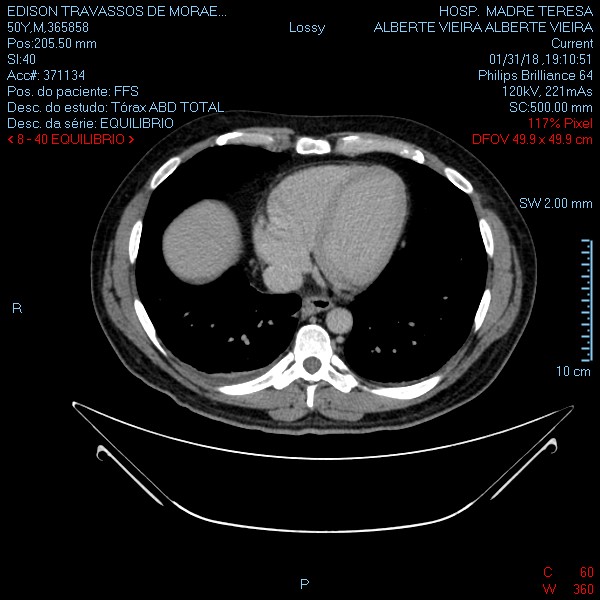 EDISON TRAVASSOS DE MORAE...
50Y,M,365858
Pos:205.50 mm
SI:40
Acc#: 371134
Pos. do paciente: FFS
Desc. do estudo: Tórax ABD TOTAL
Desc. da série: EQUILIBRIO
< 8 - 40 EQUILIBRIO >
Lossy
HOSP. MADRE TERESA
ALBERTE VIEIRA ALBERTE VIEIRA
Current
01/31/18 ,19:10:51
Philips Brilliance 64
120kV, 221mAs
SC:500.00 mm
117% Pixel
DFOV 49.9 x 49.9 cm
SW 2.00 mm
R
10 cm
P
C 60
W 360